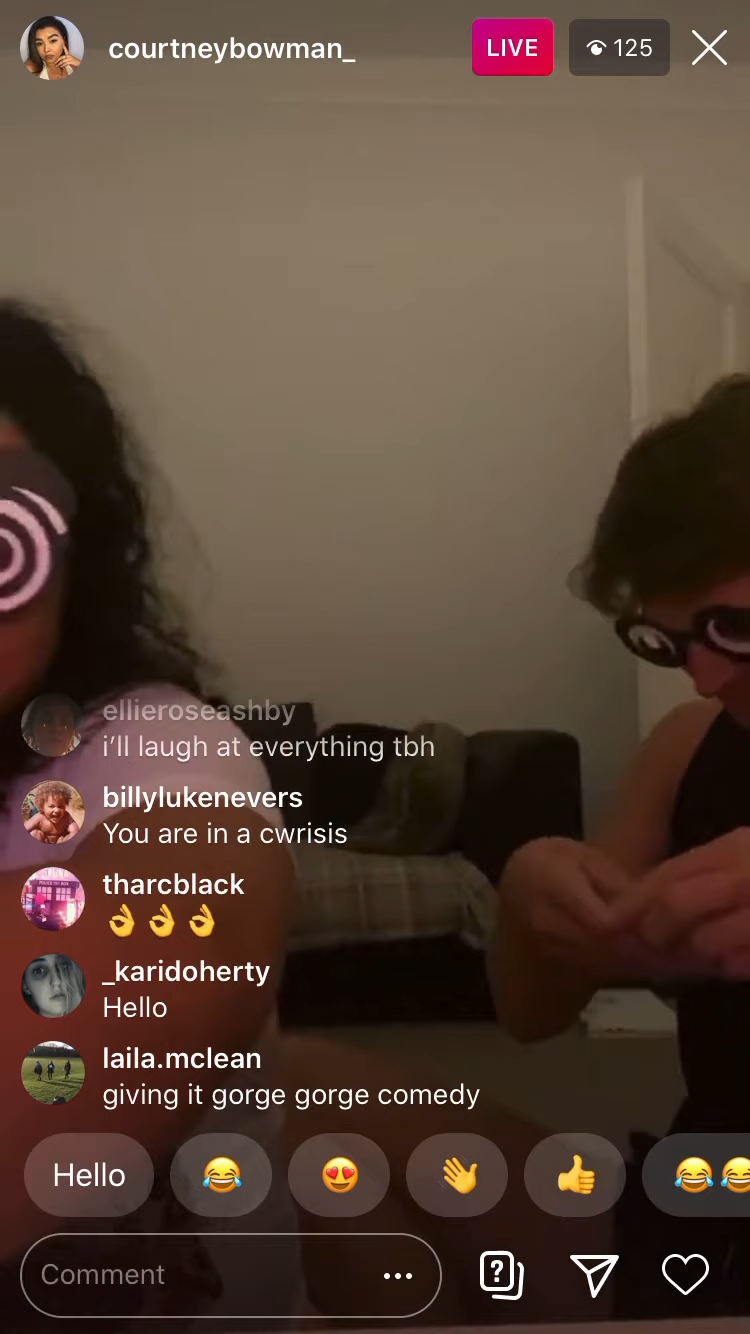 courtneybowman_
LIVE
125
ellieroseashby
i'll laugh at everything tbh
billylukenevers
You are in a cwrisis
tharcblack
👌👌👌
_karidoherty
Hello
laila.mclean
giving it gorge gorge comedy
Hello 😂 😍 👋 👍 😂😂
Comment